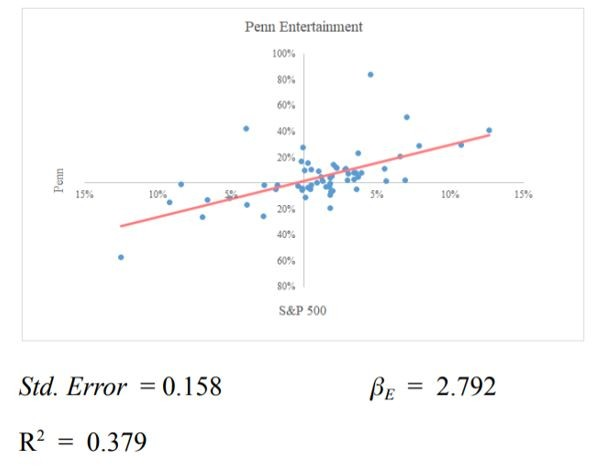 Penn Entertainment
100%
80%
60%
40%
20%
Penn
15% 10% 5% 5% 10% 15%
20%
40%
60%
80%
S&P 500
Std. Error = 0.158 βE = 2.792
R² = 0.379